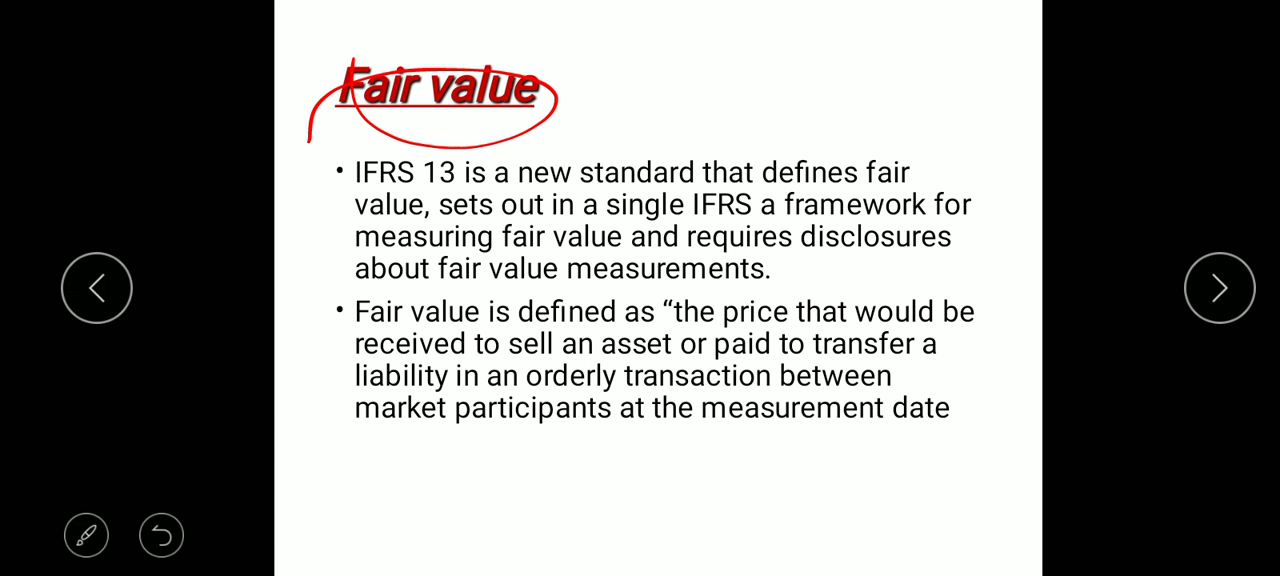 Fair value
• IFRS 13 is a new standard that defines fair
value, sets out in a single IFRS a framework for
measuring fair value and requires disclosures
about fair value measurements.
• Fair value is defined as “the price that would be
received to sell an asset or paid to transfer a
liability in an orderly transaction between
market participants at the measurement date